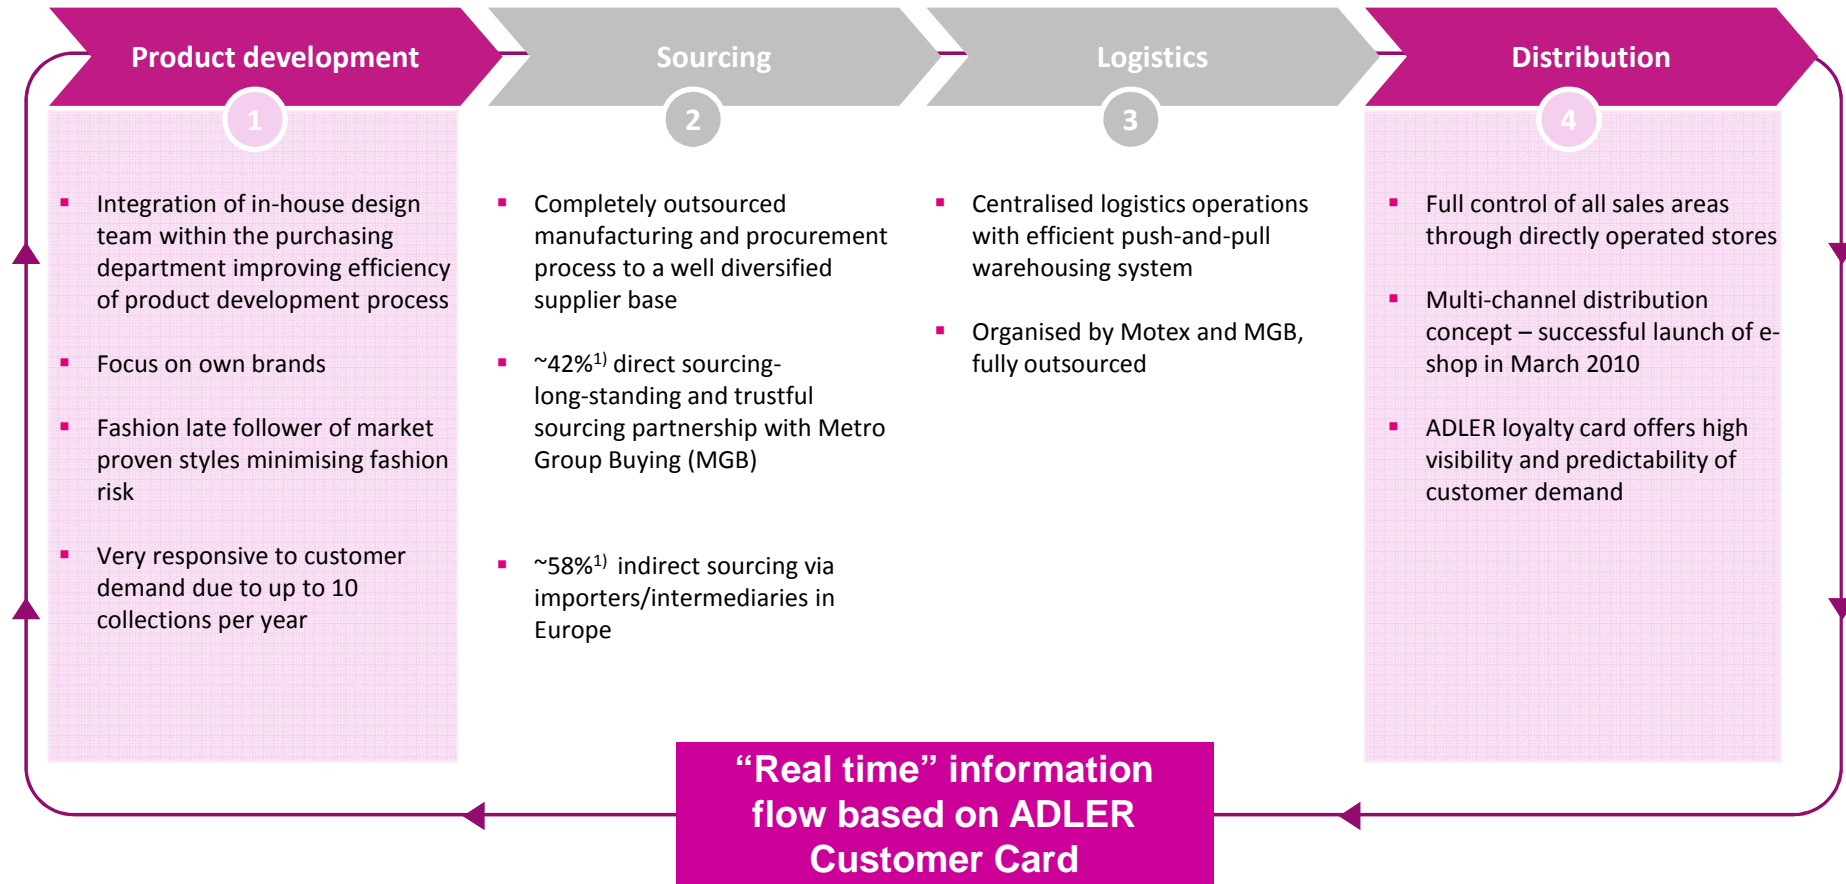 Product development
1
Integration of in-house design
team within the purchasing
department improving efficiency
of product development process
Focus on own brands
Fashion late follower of market
proven styles minimising fashion
risk
Very responsive to customer
demand due to up to 10
collections per year
Sourcing
2
Completely outsourced
manufacturing and procurement
process to a well diversified
supplier base
~42%1) direct sourcing-
long-standing and trustful
sourcing partnership with Metro
Group Buying (MGB)
~58%1) indirect sourcing via
importers/intermediaries in
Europe
Logistics
3
Centralised logistics operations
with efficient push-and-pull
warehousing system
Organised by Motex and MGB,
fully outsourced
Distribution
4
Full control of all sales areas
through directly operated stores
Multi-channel distribution
concept – successful launch of e-
shop in March 2010
ADLER loyalty card offers high
visibility and predictability of
customer demand
“Real time” information
flow based on ADLER
Customer Card